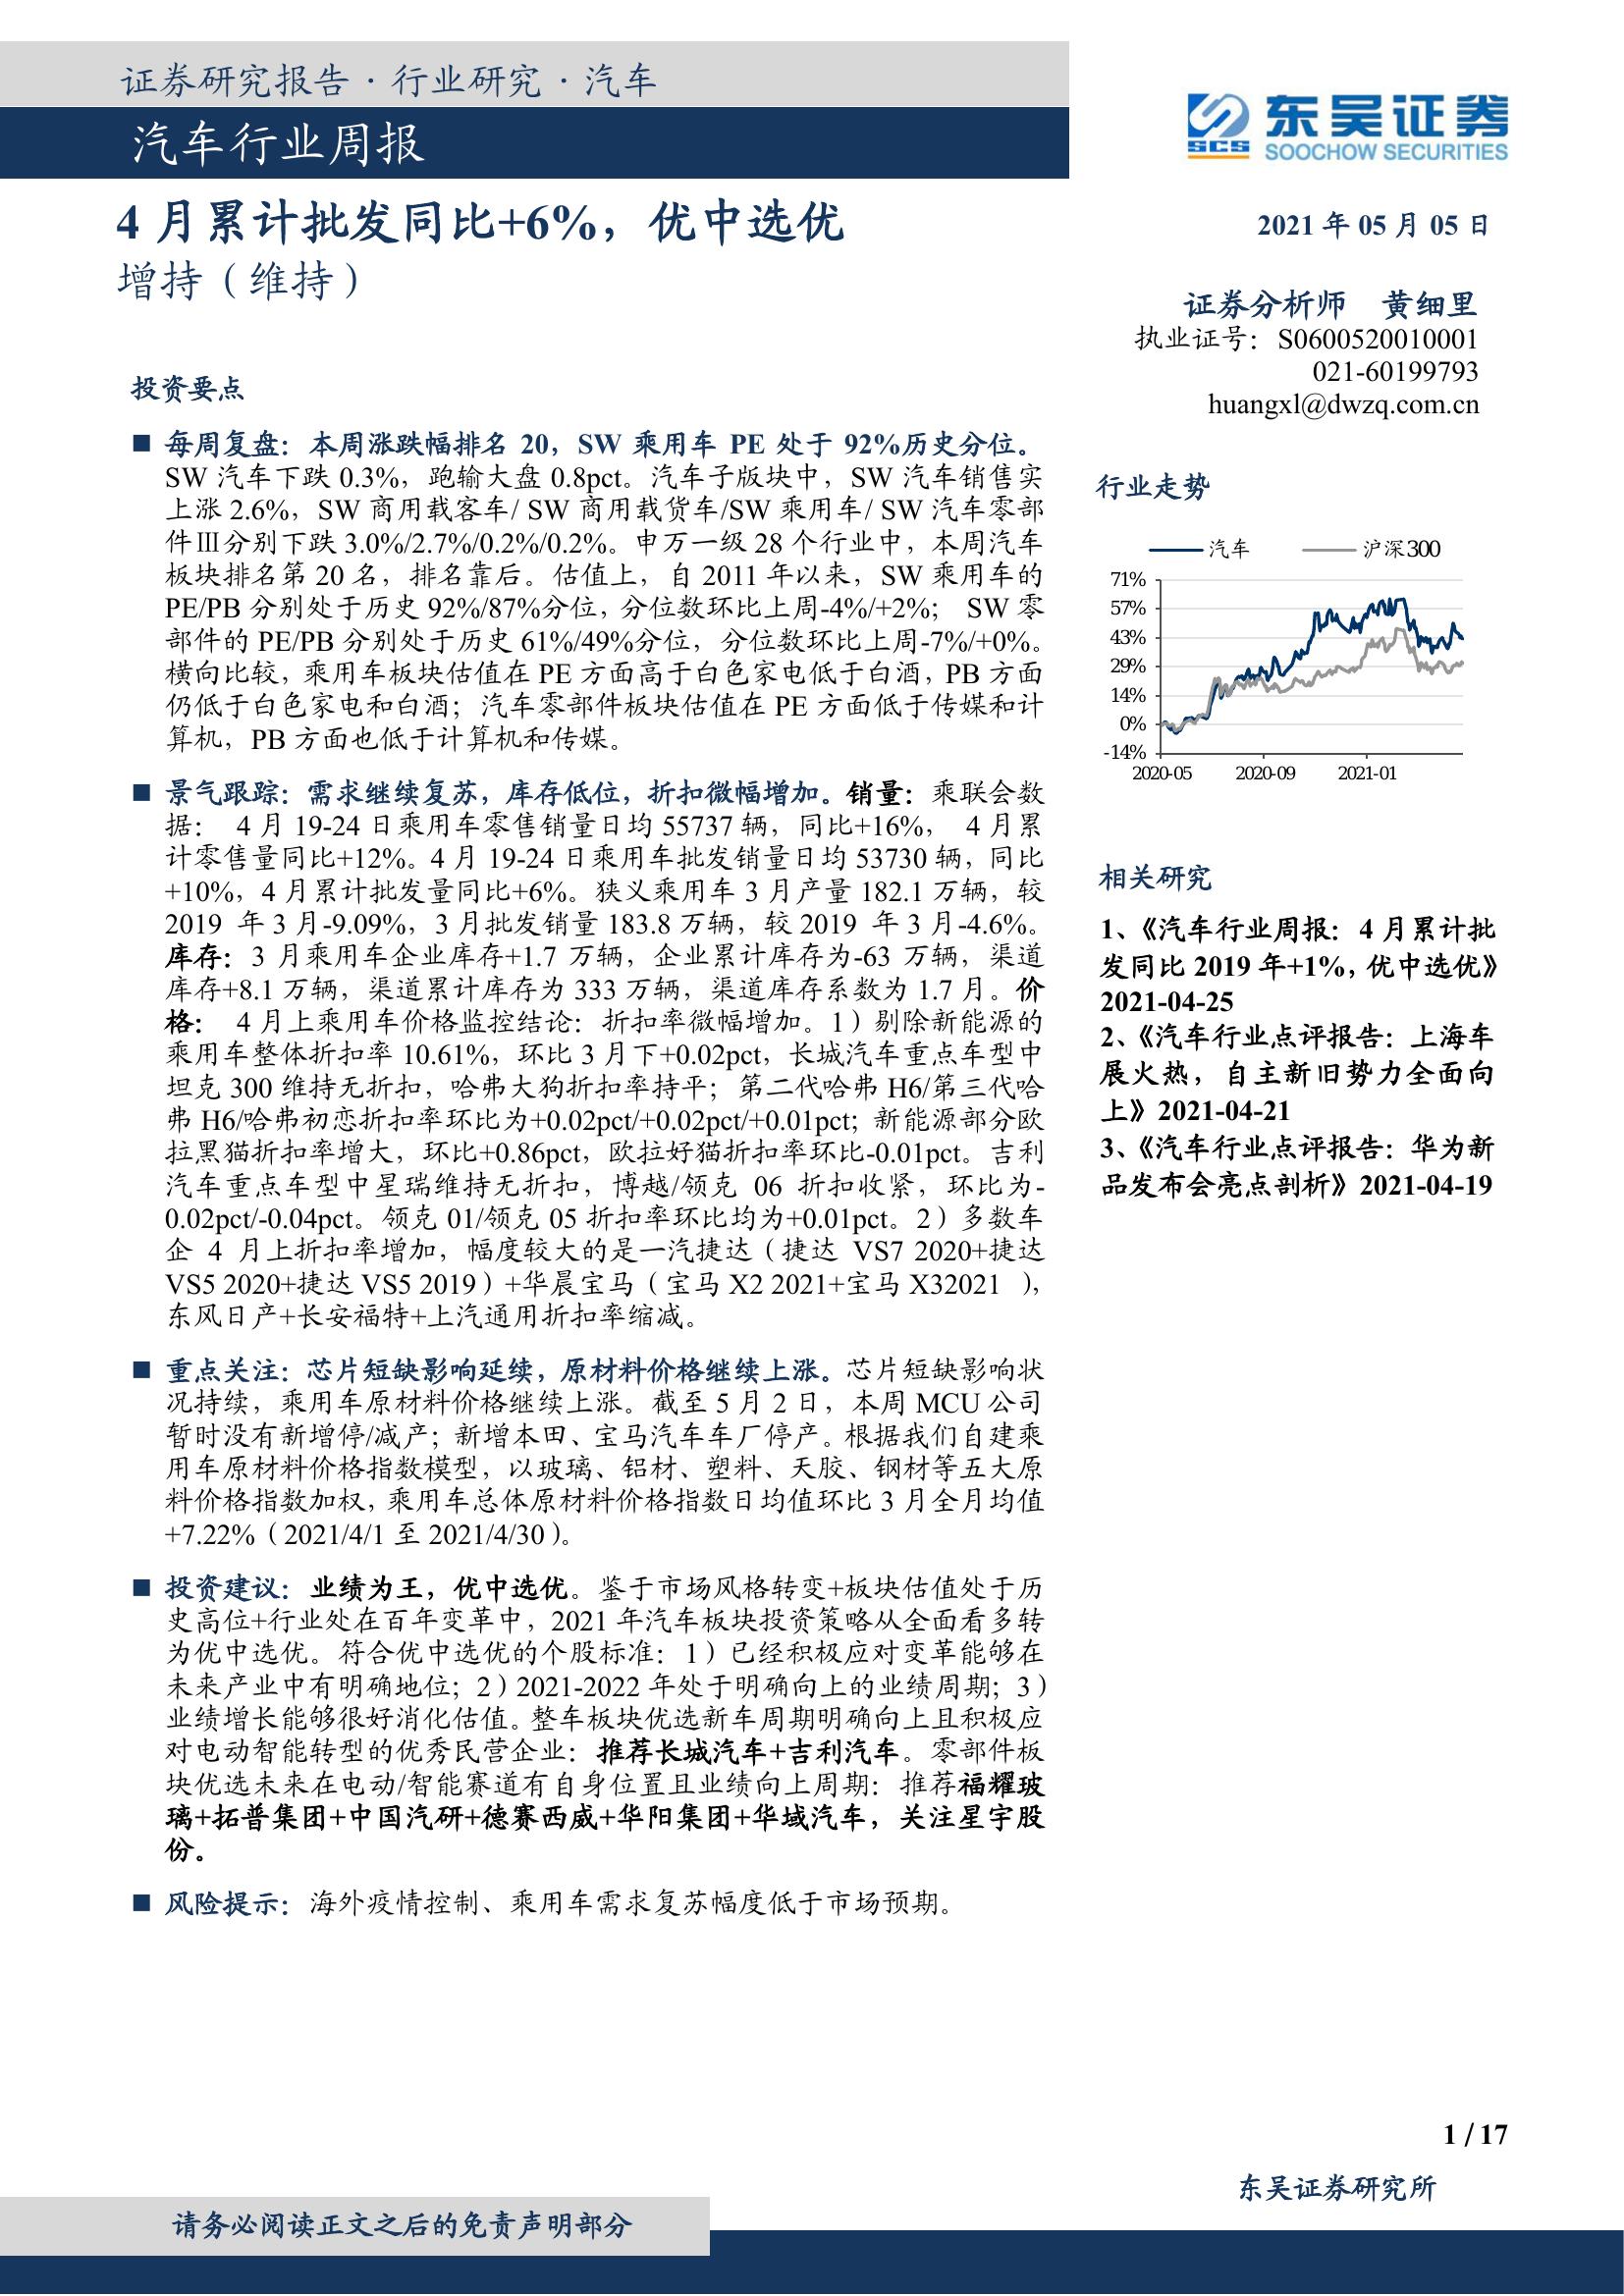 证券研究报告·行业研究·汽车
汽车行业周报
东吴证券
SCS
SOOCHOW SECURITIES
4 月累计批发同比+6%，优中选优
增持（维持）
2021 年 05 月 05 日
证券分析师 黄细里
执业证号：S0600520010001
021-60199793
huangxl@dwzq.com.cn
投资要点
■ 每周复盘：本周涨跌幅排名 20，SW 乘用车 PE 处于 92%历史分位。
SW 汽车下跌 0.3%，跑输大盘 0.8pct。汽车子版块中，SW 汽车销售实
上涨 2.6%，SW 商用载客车/ SW 商用载货车/SW 乘用车/ SW 汽车零部
件Ⅲ分别下跌 3.0%/2.7%/0.2%/0.2%。申万一级 28 个行业中，本周汽车
板块排名第 20 名，排名靠后。估值上，自 2011 年以来，SW 乘用车的
PE/PB 分别处于历史 92%/87%分位，分位数环比上周-4%/+2%； SW 零
部件的 PE/PB 分别处于历史 61%/49%分位，分位数环比上周-7%/+0%。
横向比较，乘用车板块估值在 PE 方面高于白色家电低于白酒，PB 方面
仍低于白色家电和白酒；汽车零部件板块估值在 PE 方面低于传媒和计
算机，PB 方面也低于计算机和传媒。
■ 景气跟踪：需求继续复苏，库存低位，折扣微幅增加。销量：乘联会数
据： 4 月 19-24 日乘用车零售销量日均 55737 辆，同比+16%， 4 月累
计零售量同比+12%。4 月 19-24 日乘用车批发销量日均 53730 辆，同比
+10%，4 月累计批发量同比+6%。狭义乘用车 3 月产量 182.1 万辆，较
2019 年 3 月-9.09%，3 月批发销量 183.8 万辆，较 2019 年 3 月-4.6%。
库存：3 月乘用车企业库存+1.7 万辆，企业累计库存为-63 万辆，渠道
库存+8.1 万辆，渠道累计库存为 333 万辆，渠道库存系数为 1.7 月。价
格： 4 月上乘用车价格监控结论：折扣率微幅增加。1）剔除新能源的
乘用车整体折扣率 10.61%，环比 3 月下+0.02pct，长城汽车重点车型中
坦克 300 维持无折扣，哈弗大狗折扣率持平；第二代哈弗 H6/第三代哈
弗 H6/哈弗初恋折扣率环比为+0.02pct/+0.02pct/+0.01pct；新能源部分欧
拉黑猫折扣率增大，环比+0.86pct，欧拉好猫折扣率环比-0.01pct。吉利
汽车重点车型中星瑞维持无折扣，博越/领克 06 折扣收紧，环比为-
0.02pct/-0.04pct。领克 01/领克 05 折扣率环比均为+0.01pct。2）多数车
企 4 月上折扣率增加，幅度较大的是一汽捷达（捷达 VS7 2020+捷达
VS5 2020+捷达 VS5 2019）+华晨宝马（宝马 X2 2021+宝马 X32021 ），
东风日产+长安福特+上汽通用折扣率缩减。
■ 重点关注：芯片短缺影响延续，原材料价格继续上涨。芯片短缺影响状
况持续，乘用车原材料价格继续上涨。截至 5 月 2 日，本周 MCU 公司
暂时没有新增停/减产；新增本田、宝马汽车车厂停产。根据我们自建乘
用车原材料价格指数模型，以玻璃、铝材、塑料、天胶、钢材等五大原
料价格指数加权，乘用车总体原材料价格指数日均值环比 3 月全月均值
+7.22%（2021/4/1 至 2021/4/30）。
■ 投资建议：业绩为王，优中选优。鉴于市场风格转变+板块估值处于历
史高位+行业处在百年变革中，2021 年汽车板块投资策略从全面看多转
为优中选优。符合优中选优的个股标准：1）已经积极应对变革能够在
未来产业中有明确地位；2）2021-2022 年处于明确向上的业绩周期；3）
业绩增长能够很好消化估值。整车板块优选新车周期明确向上且积极应
对电动智能转型的优秀民营企业：推荐长城汽车+吉利汽车。零部件板
块优选未来在电动/智能赛道有自身位置且业绩向上周期：推荐福耀玻
璃+拓普集团+中国汽研+德赛西威+华阳集团+华域汽车，关注星宇股
份。
■ 风险提示：海外疫情控制、乘用车需求复苏幅度低于市场预期。
行业走势
汽车 沪深300
71%
57%
43%
29%
14%
0%
-14%
2020-05 2020-09 2021-01
相关研究
1、《汽车行业周报：4 月累计批
发同比 2019 年+1%，优中选优》
2021-04-25
2、《汽车行业点评报告：上海车
展火热，自主新旧势力全面向
上》2021-04-21
3、《汽车行业点评报告：华为新
品发布会亮点剖析》2021-04-19
1 / 17
东吴证券研究所
请务必阅读正文之后的免责声明部分